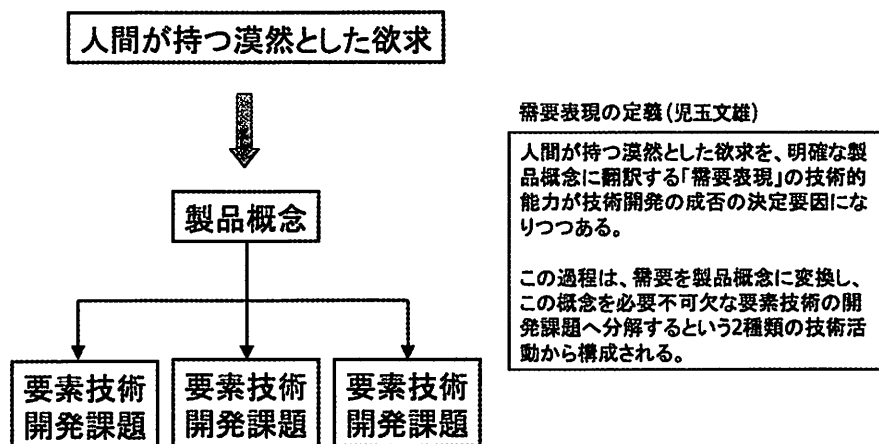 人間が持つ漠然とした欲求
製品概念
要素技術
開発課題
要素技術
開発課題
要素技術
開発課題
需要表現の定義(児玉文雄)
人間が持つ漠然とした欲求を、明確な製
品概念に翻訳する「需要表現」の技術的
能力が技術開発の成否の決定要因にな
りつつある。
この過程は、需要を製品概念に変換し、
この概念を必要不可欠な要素技術の開
発課題へ分解するという2種類の技術活
動から構成される。